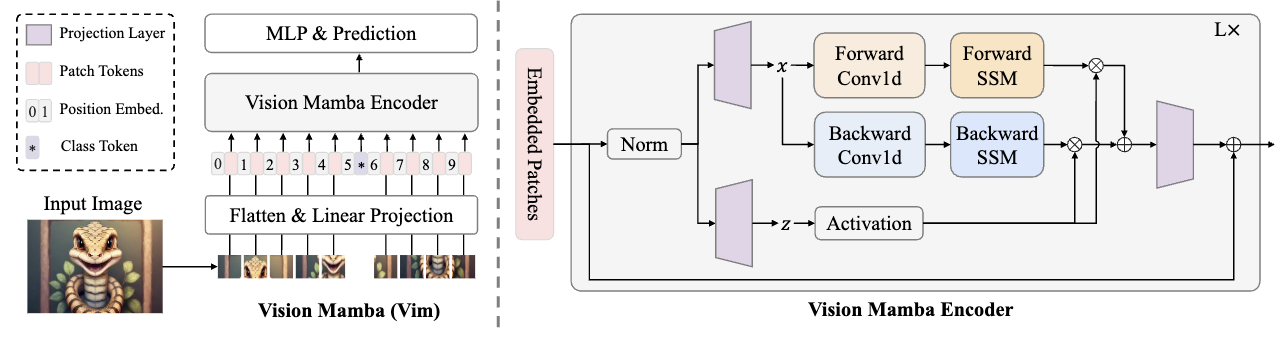 Projection Layer
Patch Tokens
0 1 Position Embed.
* Class Token
Input Image
MLP & Prediction
Vision Mamba Encoder
0 1 2 3 4 5 * 6 7 8 9
Flatten & Linear Projection
Vision Mamba (Vim)
Embedded Patches
L×
Norm
x
Forward
Conv1d
Forward
SSM
Backward
Conv1d
Backward
SSM
z
Activation
Vision Mamba Encoder